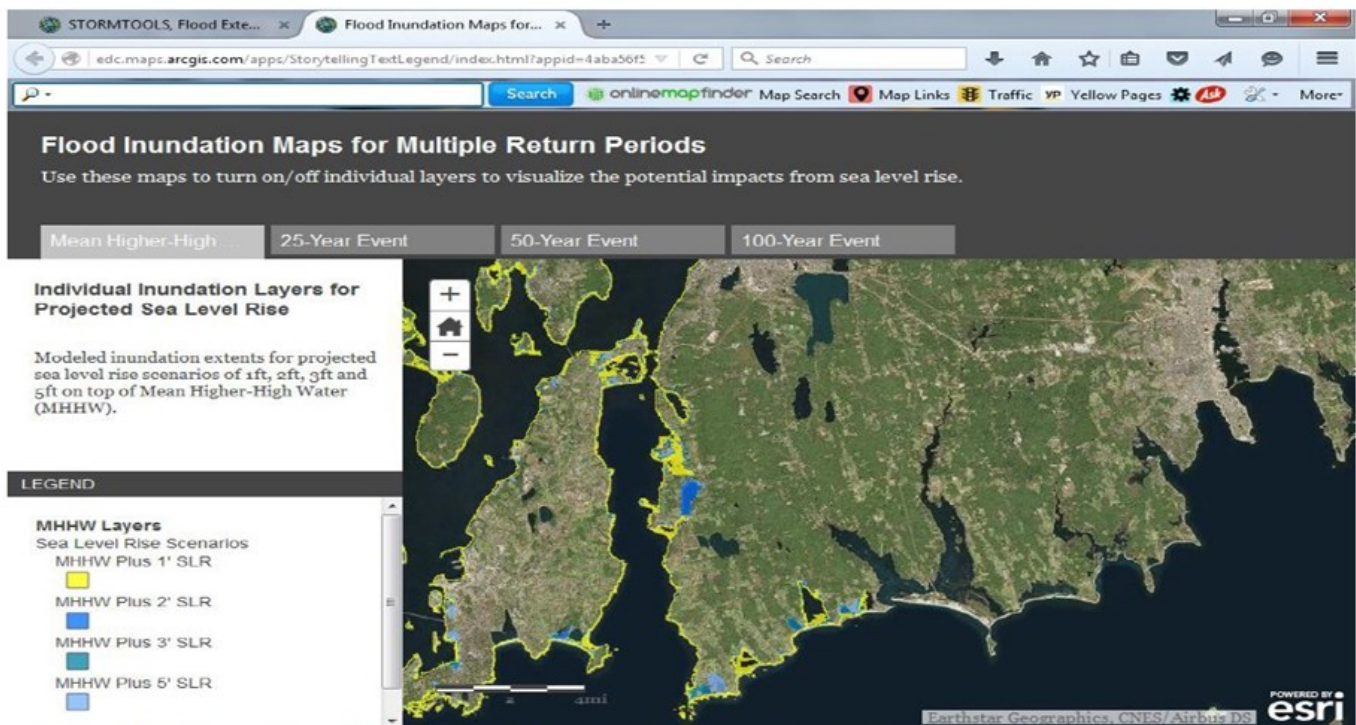 STORMTOOLS, Flood Exte...
Flood Inundation Maps for...
edc.maps.arcgis.com/apps/StorytellingTextLegend/index.html?appid=4aba56f5
Search
Search
onlinemapfinder Map Search Map Links Traffic YP Yellow Pages Ask More
Flood Inundation Maps for Multiple Return Periods
Use these maps to turn on/off individual layers to visualize the potential impacts from sea level rise.
Mean Higher-High ... 25-Year Event 50-Year Event 100-Year Event
Individual Inundation Layers for
Projected Sea Level Rise
Modeled inundation extents for projected
sea level rise scenarios of 1ft, 2ft, 3ft and
5ft on top of Mean Higher-High Water
(MHHW).
LEGEND
MHHW Layers
Sea Level Rise Scenarios
MHHW Plus 1' SLR
MHHW Plus 2' SLR
MHHW Plus 3' SLR
MHHW Plus 5' SLR
2 4mi
Earthstar Geographics, CNES/Airbus DS
POWERED BY
esri